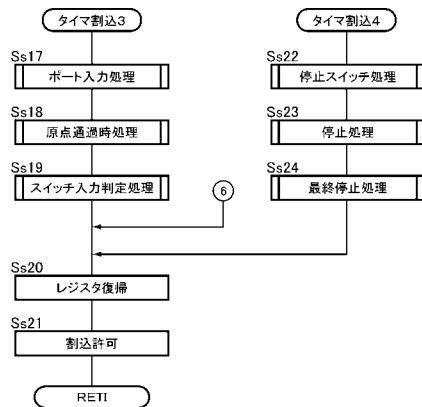 タイマ割込3
Ss17
ポート入力処理
Ss18
原点通過時処理
Ss19
スイッチ入力判定処理
タイマ割込4
Ss22
停止スイッチ処理
Ss23
停止処理
Ss24
最終停止処理
6
Ss20
レジスタ復帰
Ss21
割込許可
RETI